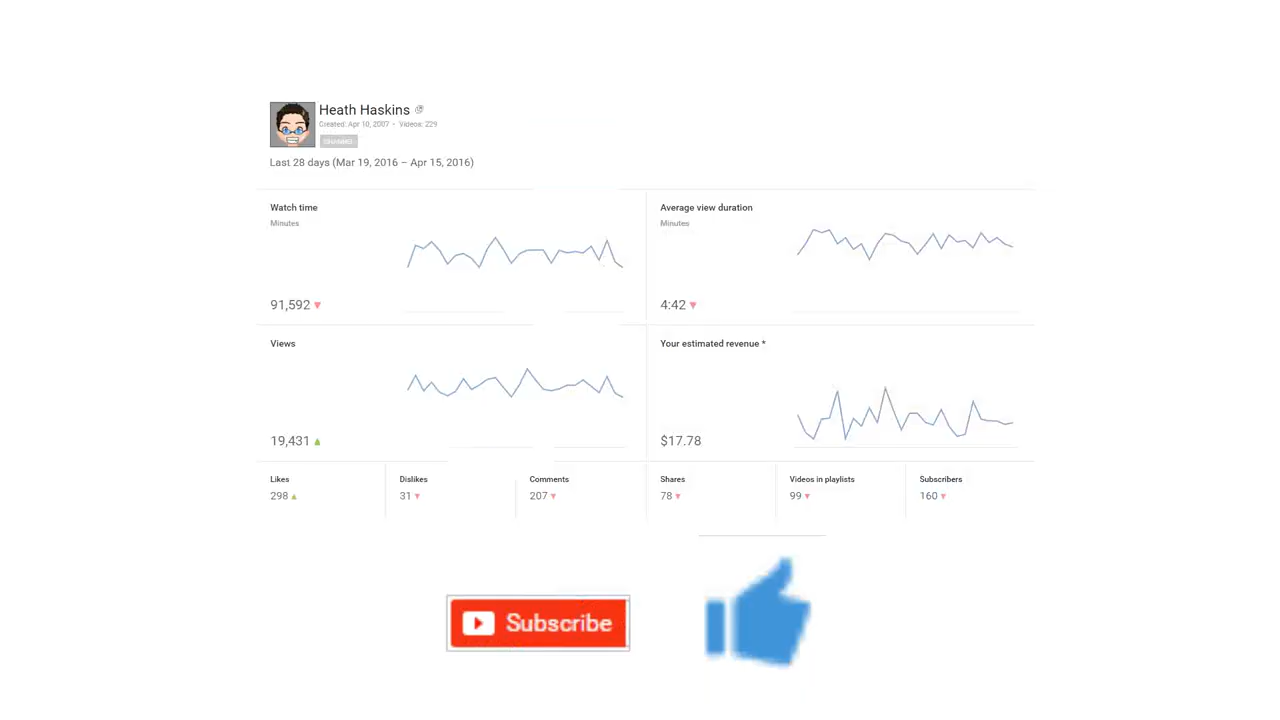 Heath Haskins
Created: Apr 10, 2007 • Videos: 229
CHANNEL
Last 28 days (Mar 19, 2016 – Apr 15, 2016)
Watch time
Minutes
91,592
Average view duration
Minutes
4:42
Views
19,431
Your estimated revenue *
$17.78
Likes
298
Dislikes
31
Comments
207
Shares
78
Videos in playlists
99
Subscribers
160
Subscribe